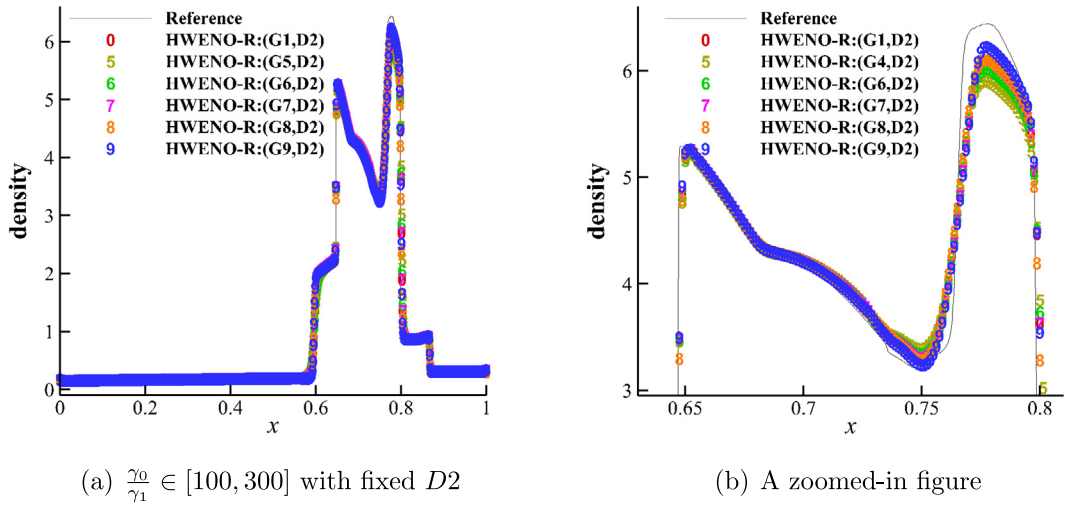 Reference
0 HWENO-R:(G1,D2)
5 HWENO-R:(G5,D2)
6 HWENO-R:(G6,D2)
7 HWENO-R:(G7,D2)
8 HWENO-R:(G8,D2)
9 HWENO-R:(G9,D2)
density
6
5
4
3
2
1
0
0 0.2 0.4 0.6 0.8 1
x
(a) γ0/γ1 ∈ [100, 300] with fixed D2
Reference
0 HWENO-R:(G1,D2)
5 HWENO-R:(G4,D2)
6 HWENO-R:(G6,D2)
7 HWENO-R:(G7,D2)
8 HWENO-R:(G8,D2)
9 HWENO-R:(G9,D2)
density
6
5
4
3
0.65 0.7 0.75 0.8
x
(b) A zoomed-in figure